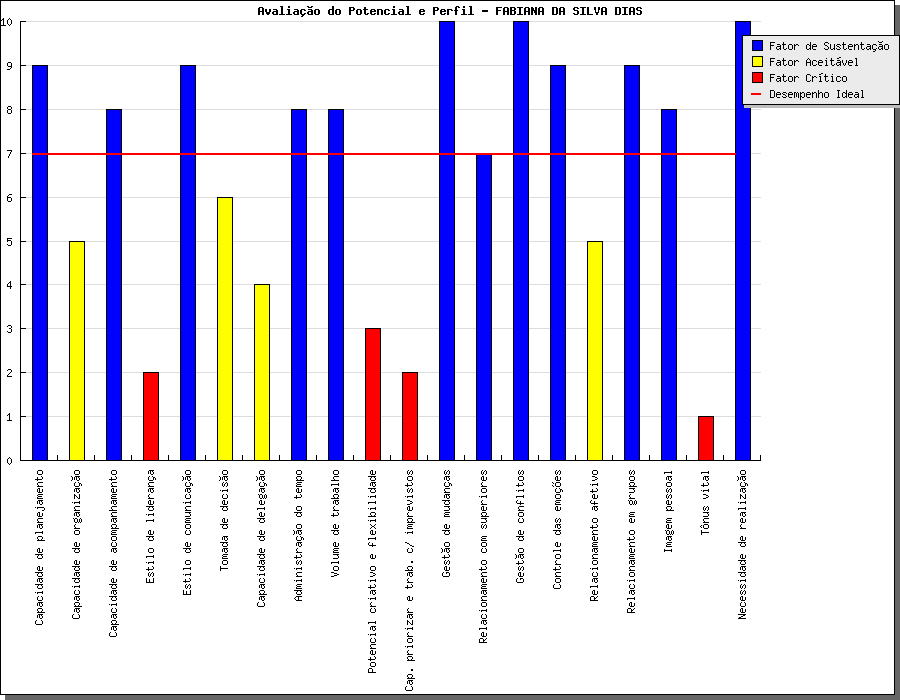 Avaliação do Potencial e Perfil - FABIANA DA SILVA DIAS
10
9
8
7
6
5
4
3
2
1
0
Fator de Sustentação
Fator Aceitável
Fator Crítico
Desempenho Ideal
Capacidade de planejamento
Capacidade de organização
Capacidade de acompanhamento
Estilo de liderança
Estilo de comunicação
Tomada de decisão
Capacidade de delegação
Administração do tempo
Volume de trabalho
Potencial criativo e flexibilidade
Cap. priorizar e trab. c/ imprevistos
Gestão de mudanças
Relacionamento com superiores
Gestão de conflitos
Controle das emoções
Relacionamento afetivo
Relacionamento em grupos
Imagem pessoal
Tônus vital
Necessidade de realização